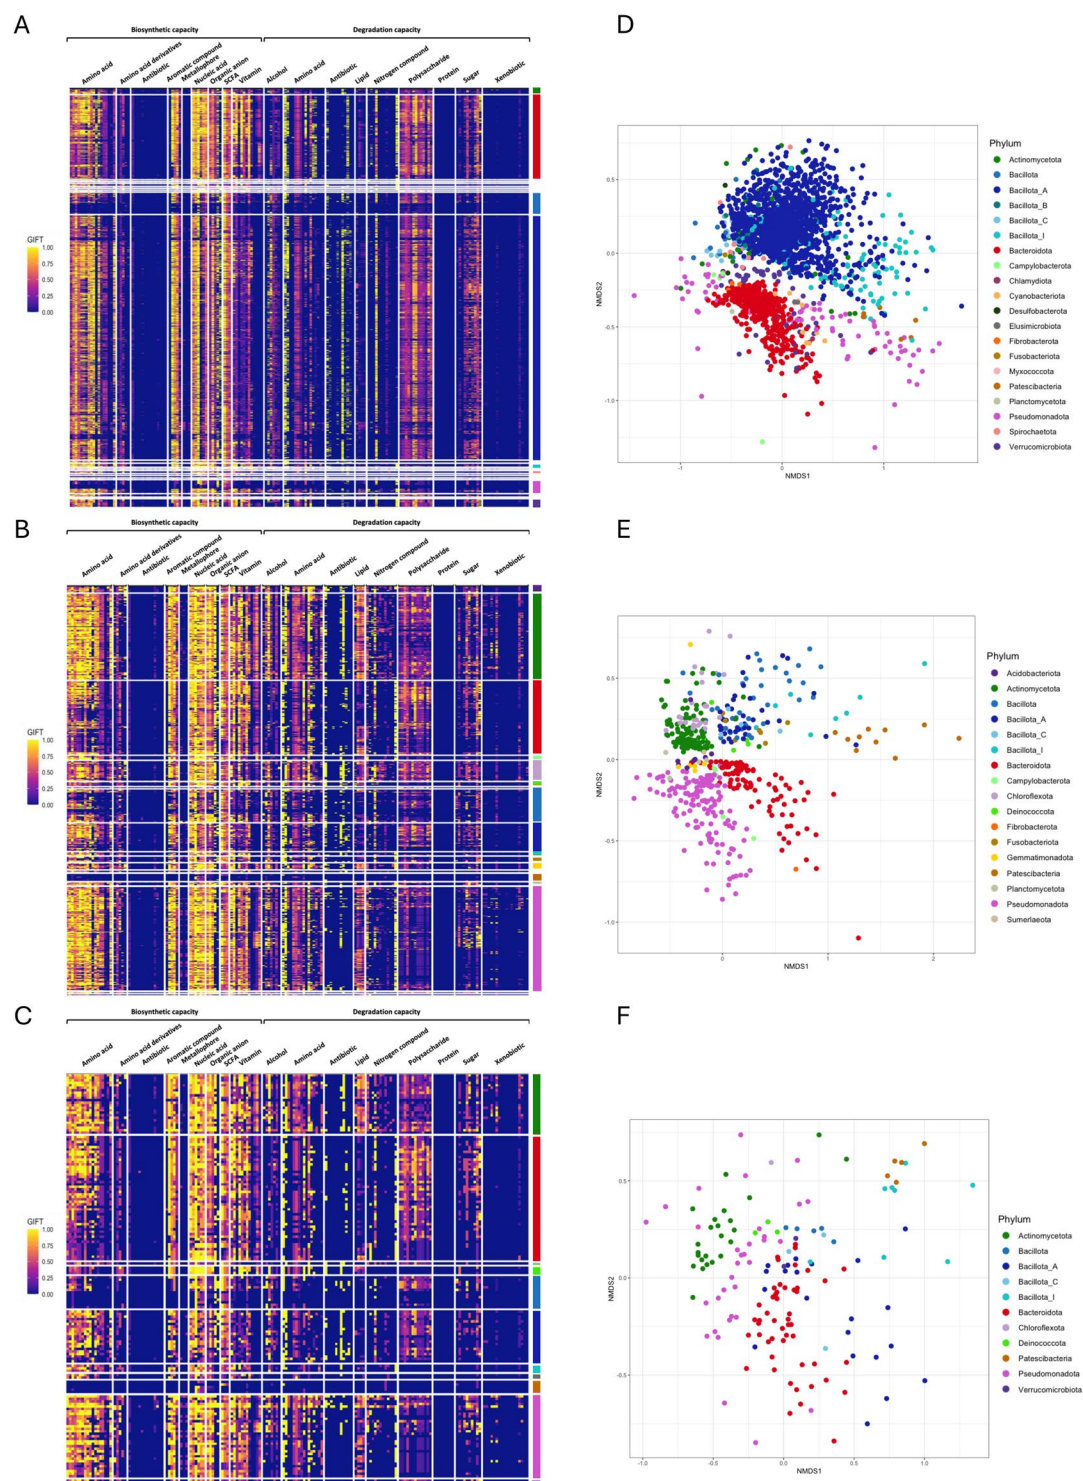 A
Biosynthetic capacity Degradation capacity
Amino acid Amino acid derivatives Antibiotic Aromatic compound Metallophore Nucleic acid Organic anion SCFA Vitamin Alcohol Amino acid Antibiotic Lipid Nitrogen compound Polysaccharide Protein Sugar Xenobiotic
GIFT
1.00
0.75
0.50
0.25
0.00
D
0.5
0.0
-0.5
-1.0
NMDS2
-1 0 1
NMDS1
Phylum
Actinomycetota
Bacillota
Bacillota_A
Bacillota_B
Bacillota_C
Bacillota_I
Bacteroidota
Campylobacterota
Chlamydiota
Cyanobacteriota
Desulfobacterota
Elusimicrobiota
Fibrobacterota
Fusobacteriota
Myxococcota
Patescibacteria
Planctomycetota
Pseudomonadota
Spirochaetota
Verrucomicrobiota
B
Biosynthetic capacity Degradation capacity
Amino acid Amino acid derivatives Antibiotic Aromatic compound Metallophore Nucleic acid Organic anion SCFA Vitamin Alcohol Amino acid Antibiotic Lipid Nitrogen compound Polysaccharide Protein Sugar Xenobiotic
GIFT
1.00
0.75
0.50
0.25
0.00
E
0.5
0.0
-0.5
-1.0
NMDS2
0 1 2
NMDS1
Phylum
Acidobacteriota
Actinomycetota
Bacillota
Bacillota_A
Bacillota_C
Bacillota_I
Bacteroidota
Campylobacterota
Chloroflexota
Deinococcota
Fibrobacterota
Fusobacteriota
Gemmatimonadota
Patescibacteria
Planctomycetota
Pseudomonadota
Sumerlaeota
C
Biosynthetic capacity Degradation capacity
Amino acid Amino acid derivatives Antibiotic Aromatic compound Metallophore Nucleic acid Organic anion SCFA Vitamin Alcohol Amino acid Antibiotic Lipid Nitrogen compound Polysaccharide Protein Sugar Xenobiotic
GIFT
1.00
0.75
0.50
0.25
0.00
F
0.5
0.0
-0.5
NMDS2
-1.0 -0.5 0.0 0.5 1.0
NMDS1
Phylum
Actinomycetota
Bacillota
Bacillota_A
Bacillota_C
Bacillota_I
Bacteroidota
Chloroflexota
Deinococcota
Patescibacteria
Pseudomonadota
Verrucomicrobiota